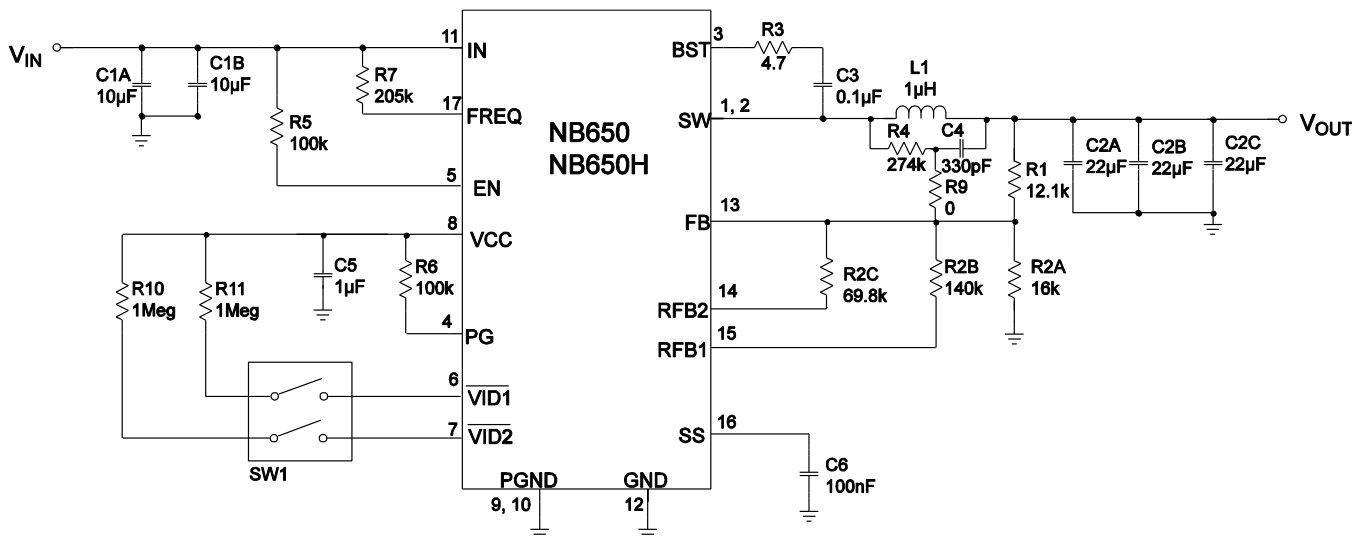 V_IN
C1A
10µF
C1B
10µF
R5
100k
R7
205k
11
IN
17
FREQ
5
EN
8
VCC
R10
1Meg
R11
1Meg
C5
1µF
R6
100k
4
PG
6
VID1
7
VID2
SW1
NB650
NB650H
PGND
9, 10
GND
12
3
BST
R3
4.7
C3
0.1µF
1, 2
SW
L1
1µH
R4
274k
C4
330pF
R9
0
R1
12.1k
C2A
22µF
C2B
22µF
C2C
22µF
V_OUT
13
FB
R2C
69.8k
R2B
140k
R2A
16k
14
RFB2
15
RFB1
16
SS
C6
100nF